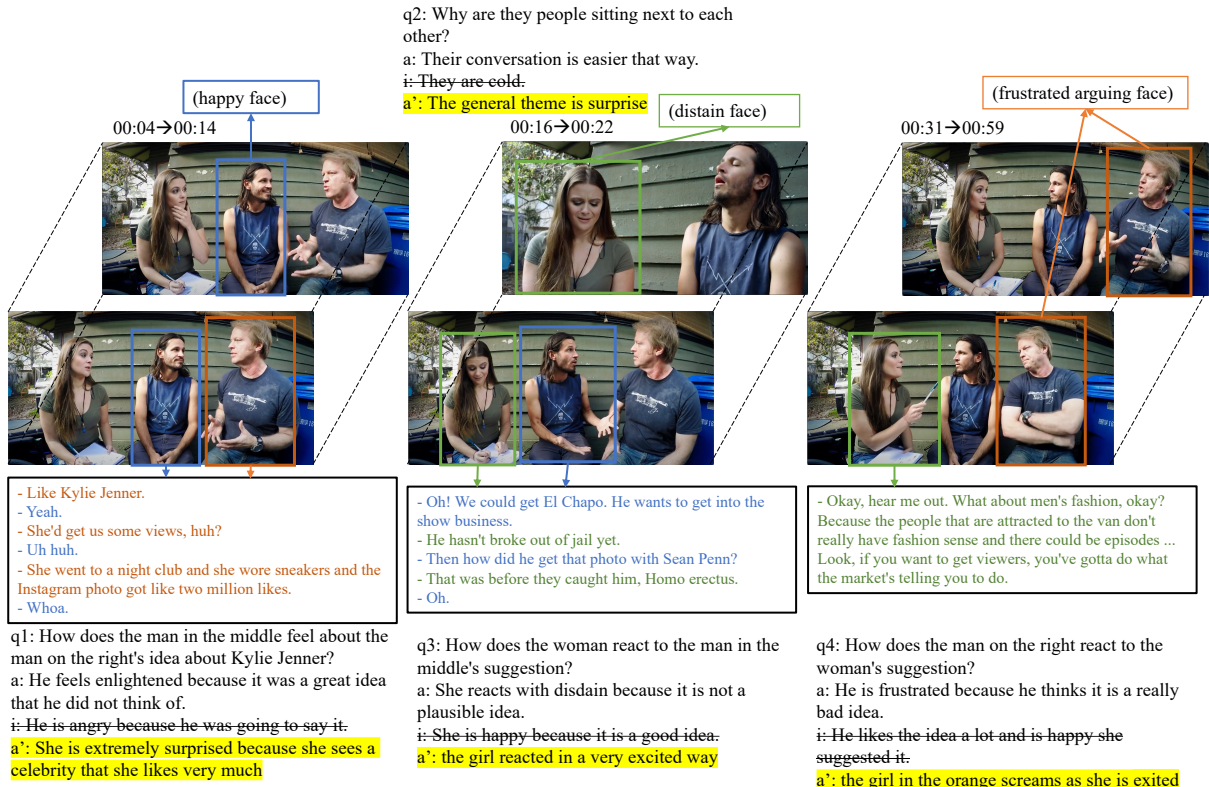 q2: Why are they people sitting next to each
other?
a: Their conversation is easier that way.
i: They are cold.
a’: The general theme is surprise
(happy face)
(distain face)
(frustrated arguing face)
00:04→00:14
00:16→00:22
00:31→00:59
- Like Kylie Jenner.
- Yeah.
- She'd get us some views, huh?
- Uh huh.
- She went to a night club and she wore sneakers and the
Instagram photo got like two million likes.
- Whoa.
- Oh! We could get El Chapo. He wants to get into the
show business.
- He hasn't broke out of jail yet.
- Then how did he get that photo with Sean Penn?
- That was before they caught him, Homo erectus.
- Oh.
- Okay, hear me out. What about men's fashion, okay?
Because the people that are attracted to the van don't
really have fashion sense and there could be episodes ...
Look, if you want to get viewers, you've gotta do what
the market's telling you to do.
q1: How does the man in the middle feel about the
man on the right's idea about Kylie Jenner?
a: He feels enlightened because it was a great idea
that he did not think of.
i: He is angry because he was going to say it.
a’: She is extremely surprised because she sees a
celebrity that she likes very much
q3: How does the woman react to the man in the
middle's suggestion?
a: She reacts with disdain because it is not a
plausible idea.
i: She is happy because it is a good idea.
a’: the girl reacted in a very excited way
q4: How does the man on the right react to the
woman's suggestion?
a: He is frustrated because he thinks it is a really
bad idea.
i: He likes the idea a lot and is happy she
suggested it.
a’: the girl in the orange screams as she is exited